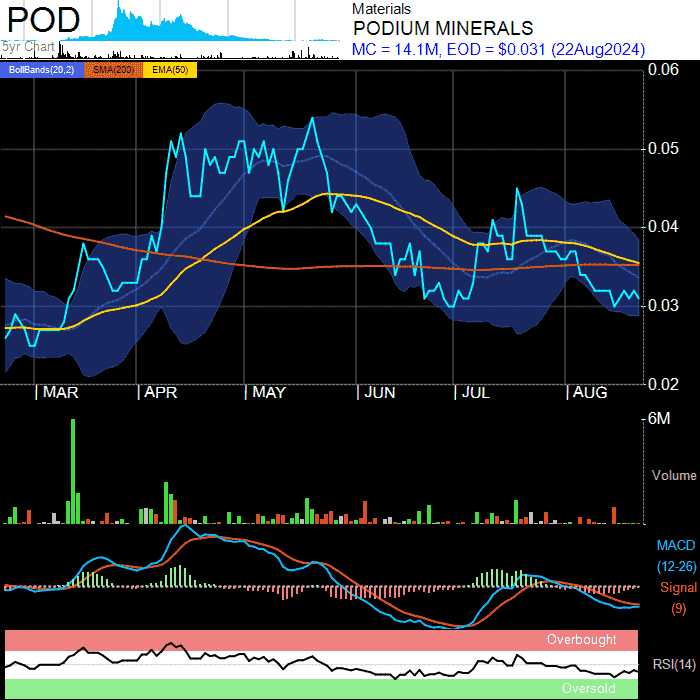 POD
5yr Chart
Materials
PODIUM MINERALS
MC = 14.1M, EOD = $0.031 (22Aug2024)
BollBands(20,2) SMA(200) EMA(50)
0.06
0.05
0.04
0.03
0.02
MAR APR MAY JUN JUL AUG
6M
Volume
MACD
(12-26)
Signal
(9)
Overbought
RSI(14)
Oversold